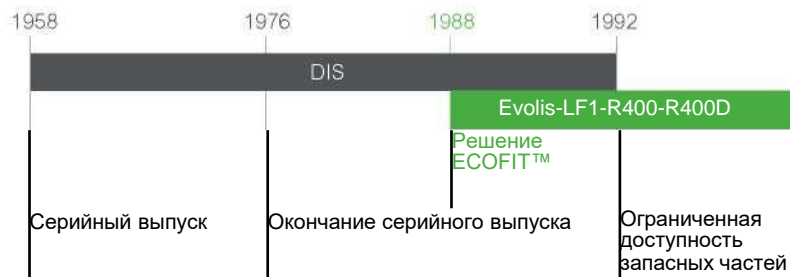 1958 1976 1988 1992
DIS
Evolis-LF1-R400-R400D
Решение
ECOFIT™
Серийный выпуск
Окончание серийного выпуска
Ограниченная
доступность
запасных частей